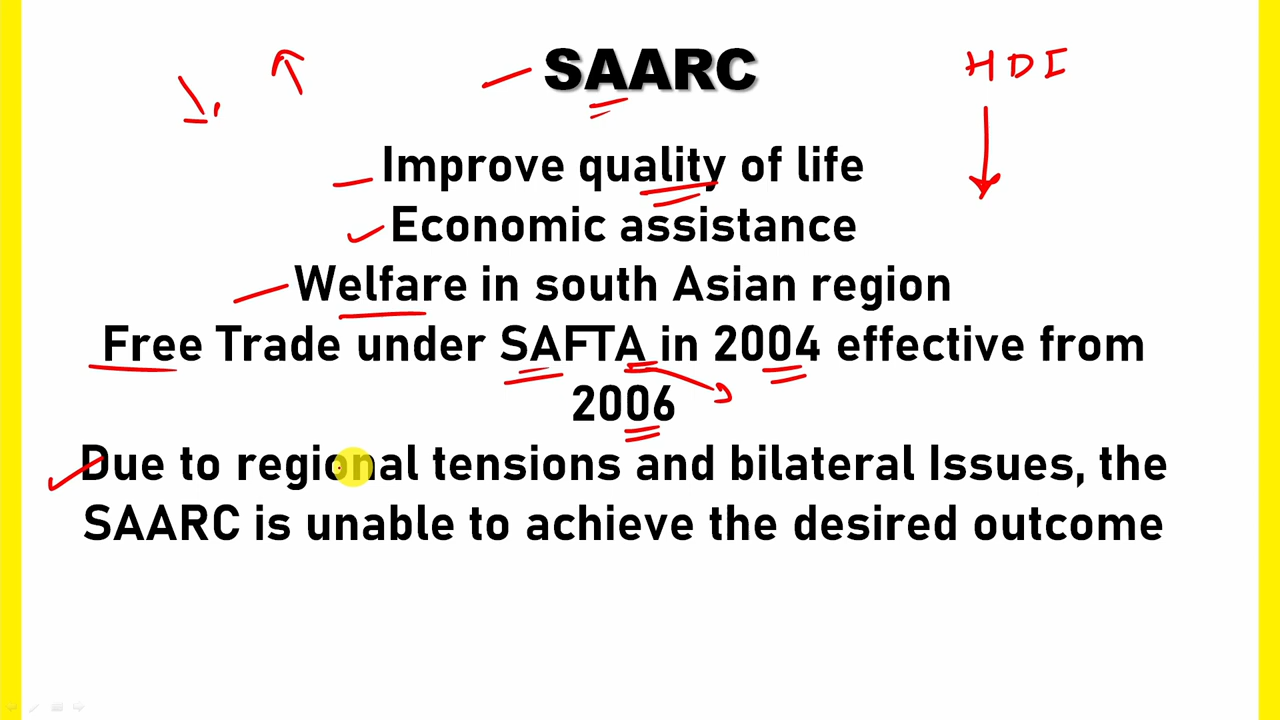 SAARC
HDI
Improve quality of life
Economic assistance
Welfare in south Asian region
Free Trade under SAFTA in 2004 effective from
2006
Due to regional tensions and bilateral Issues, the
SAARC is unable to achieve the desired outcome